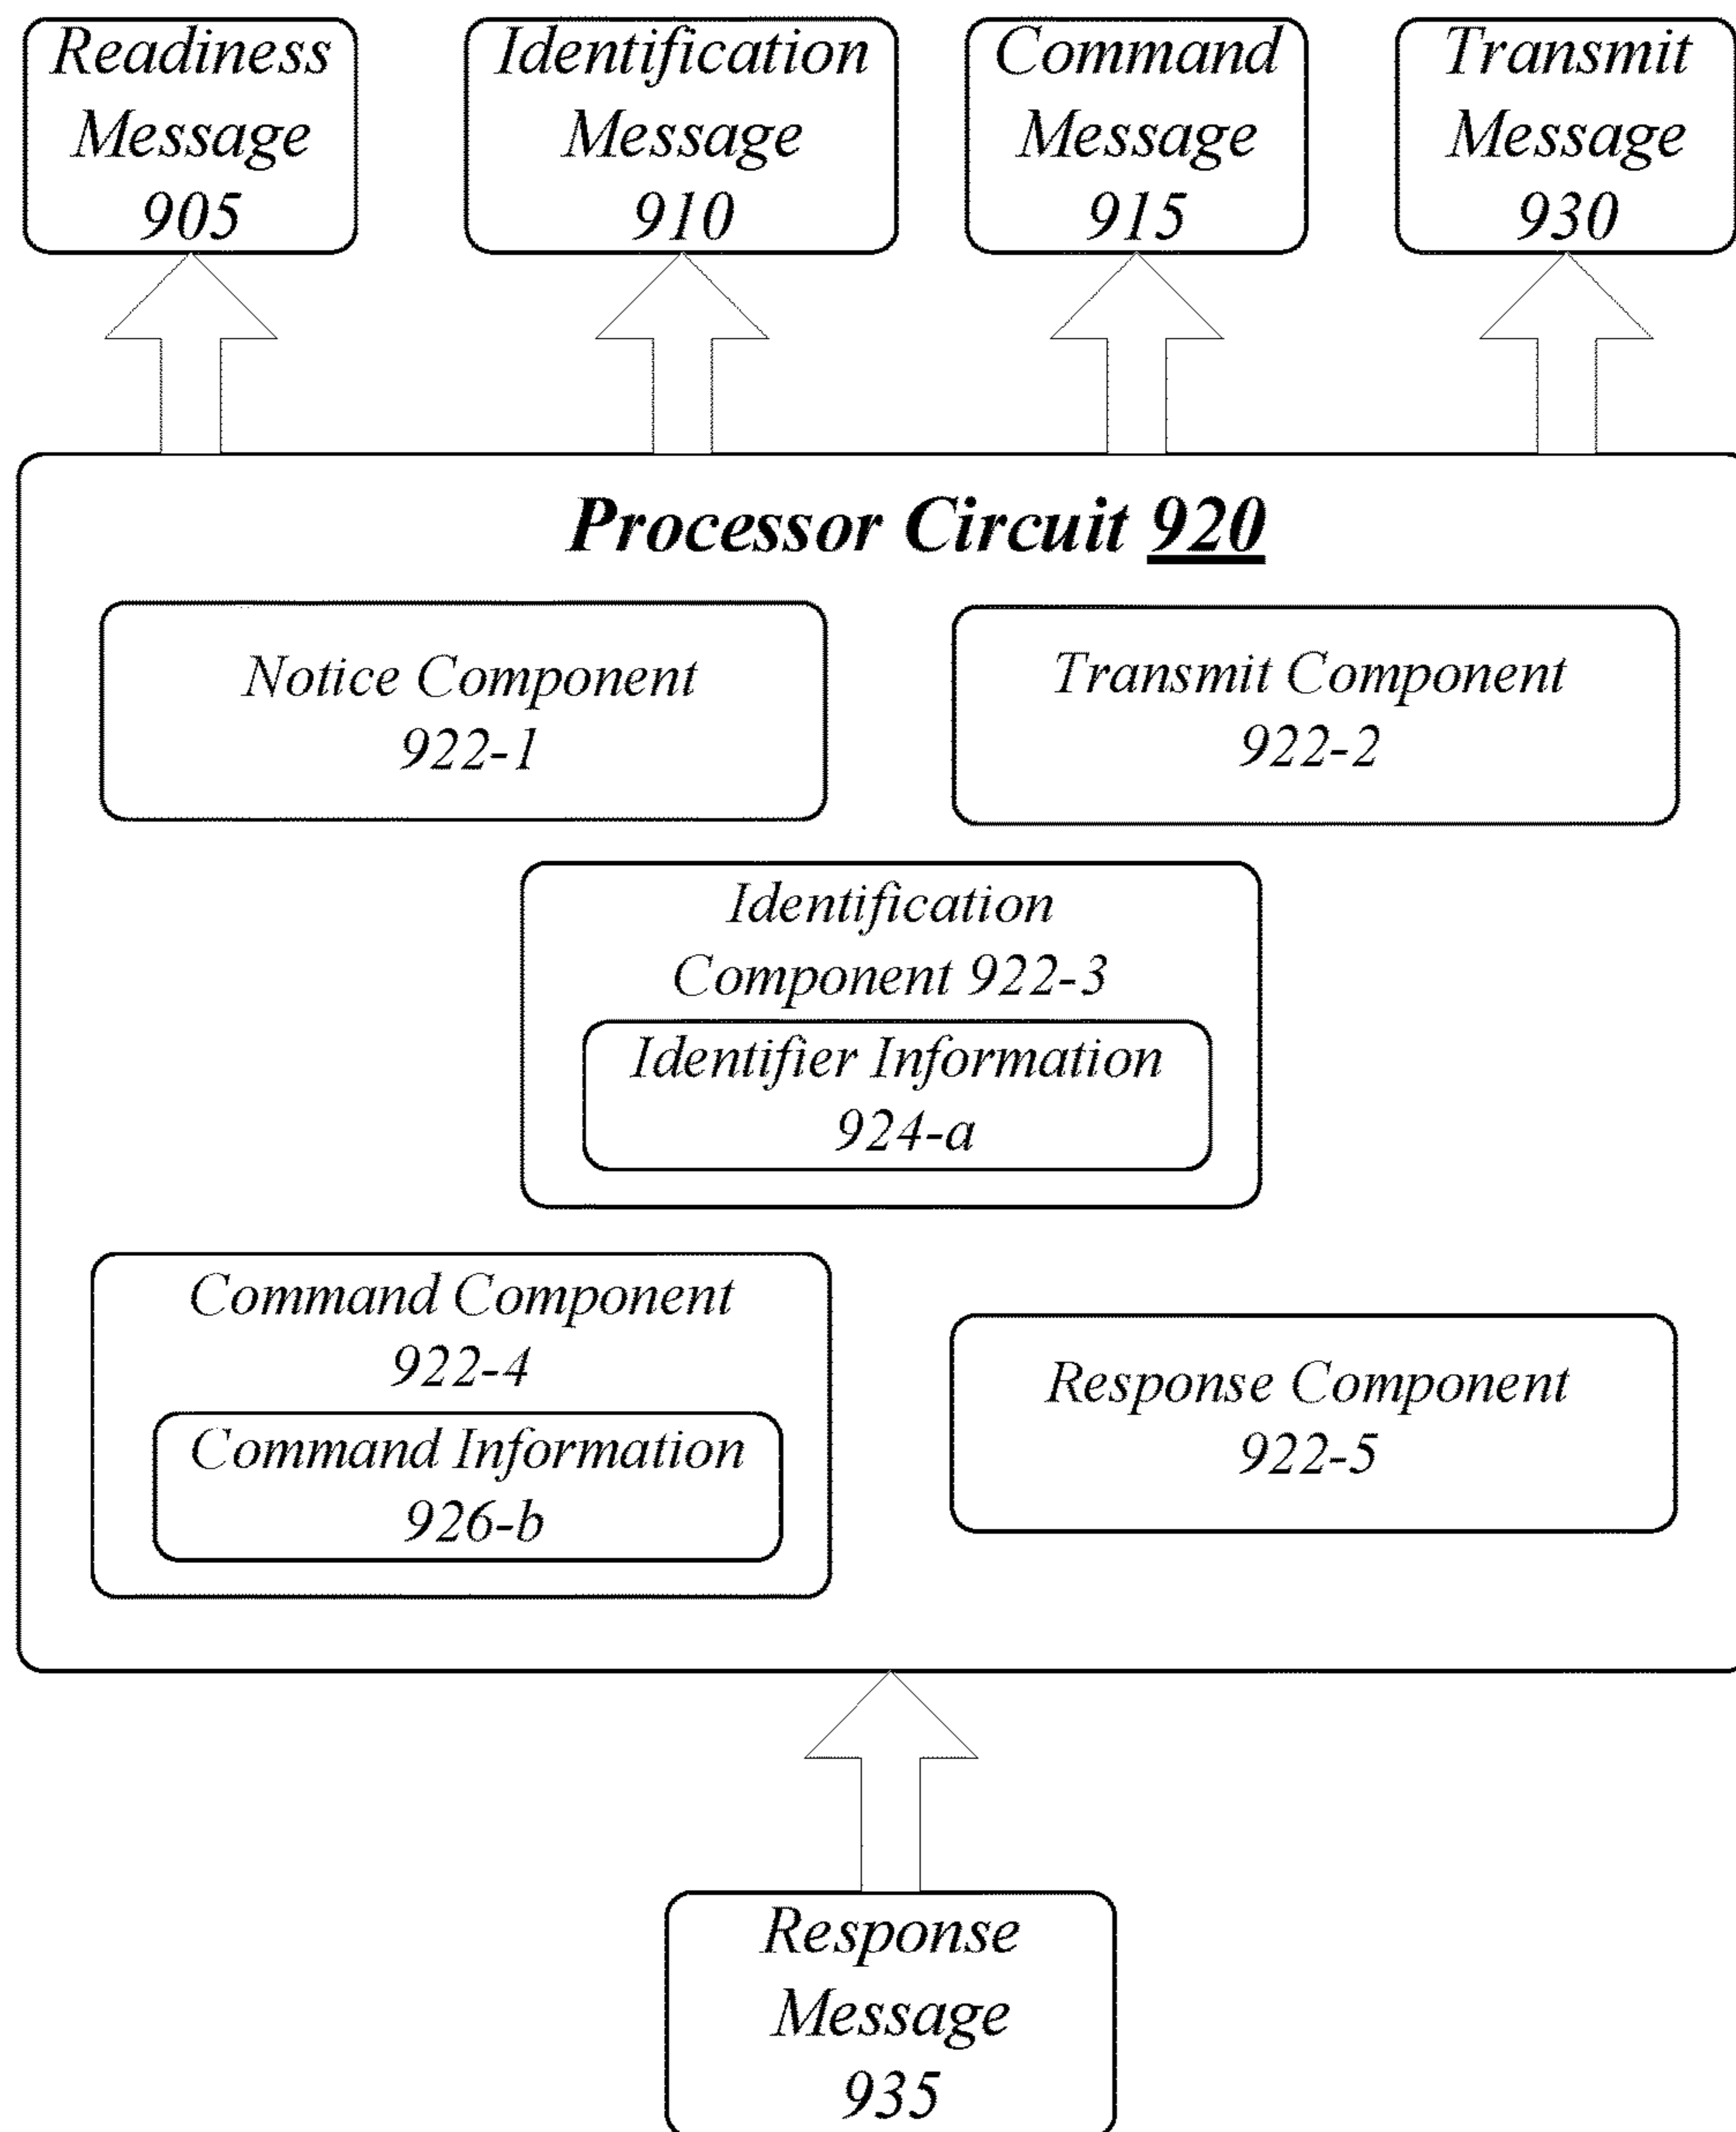 Readiness
Message
905
Identification
Message
910
Command
Message
915
Transmit
Message
930
Processor Circuit 920
Notice Component
922-1
Transmit Component
922-2
Identification
Component 922-3
Identifier Information
924-a
Command Component
922-4
Command Information
926-b
Response Component
922-5
Response
Message
935